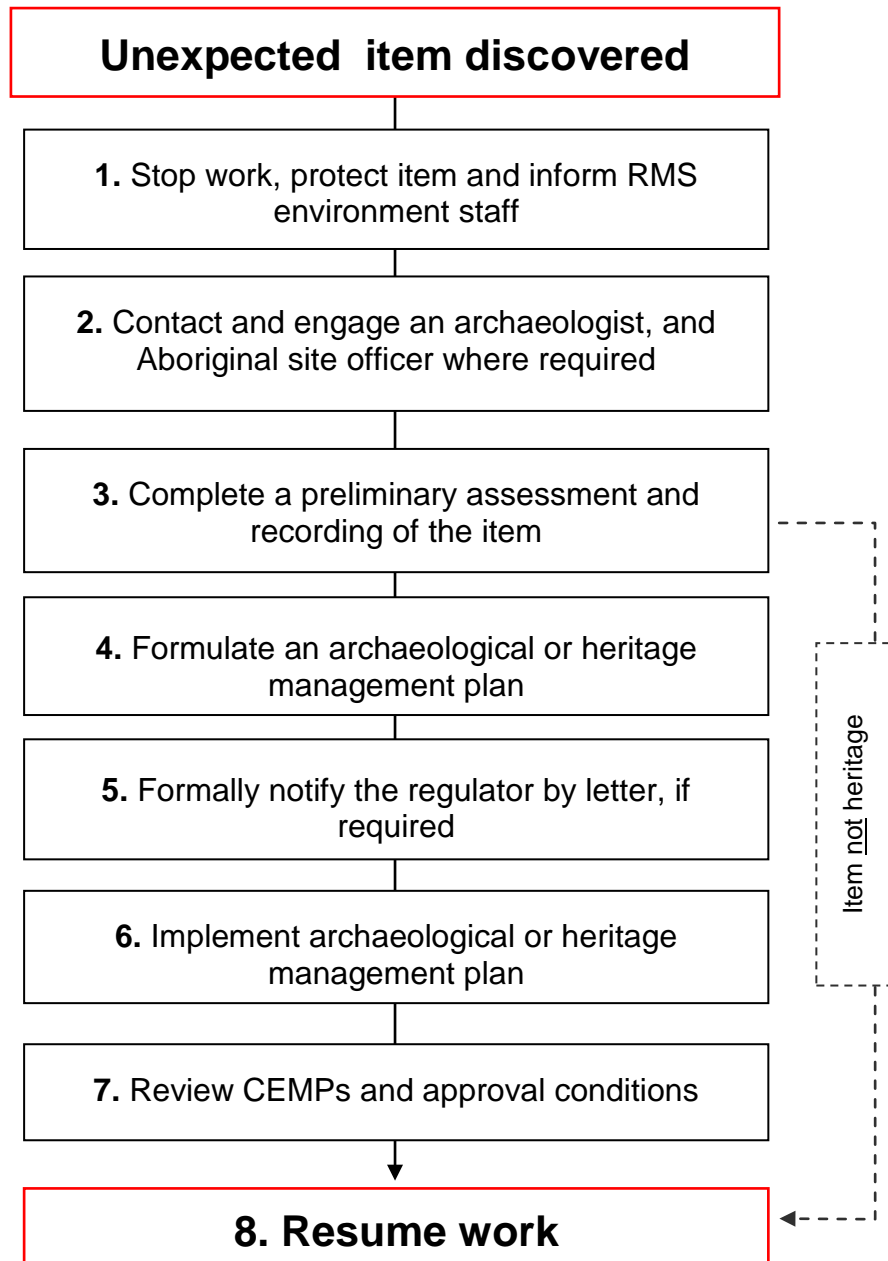 Unexpected item discovered
1. Stop work, protect item and inform RMS
environment staff
2. Contact and engage an archaeologist, and
Aboriginal site officer where required
3. Complete a preliminary assessment and
recording of the item
4. Formulate an archaeological or heritage
management plan
5. Formally notify the regulator by letter, if
required
6. Implement archaeological or heritage
management plan
7. Review CEMPs and approval conditions
8. Resume work
Item not heritage